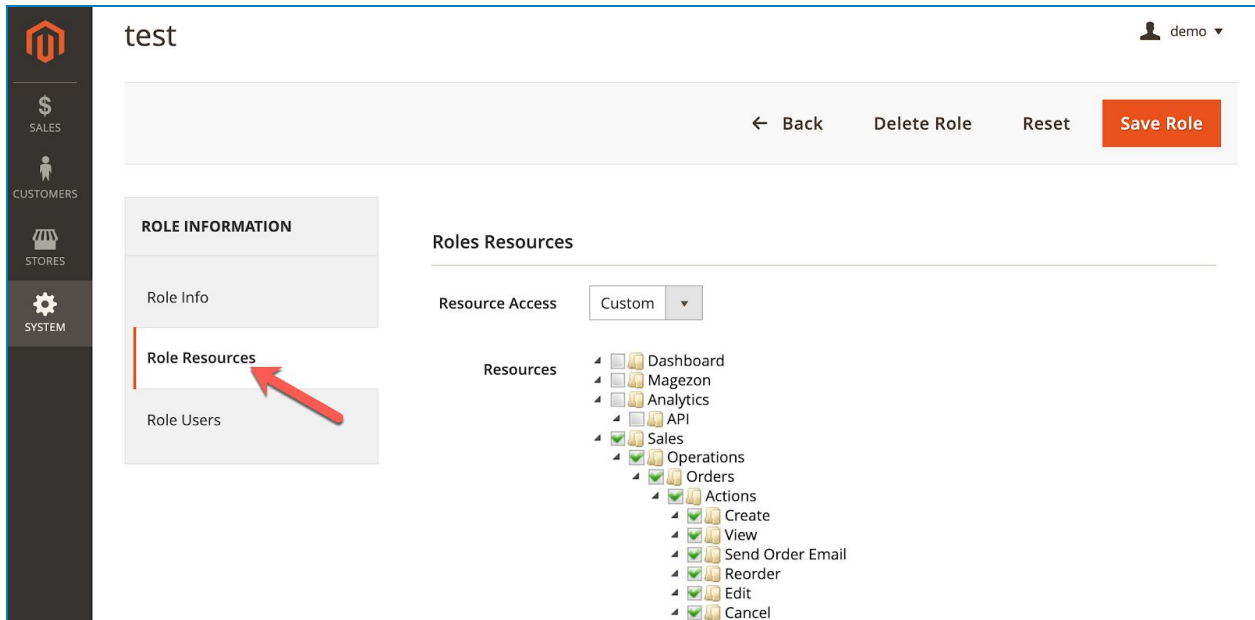 test
demo
SALES
CUSTOMERS
STORES
SYSTEM
← Back Delete Role Reset Save Role
ROLE INFORMATION
Role Info
Role Resources
Role Users
Roles Resources
Resource Access Custom
Resources
Dashboard
Magezon
Analytics
API
Sales
Operations
Orders
Actions
Create
View
Send Order Email
Reorder
Edit
Cancel